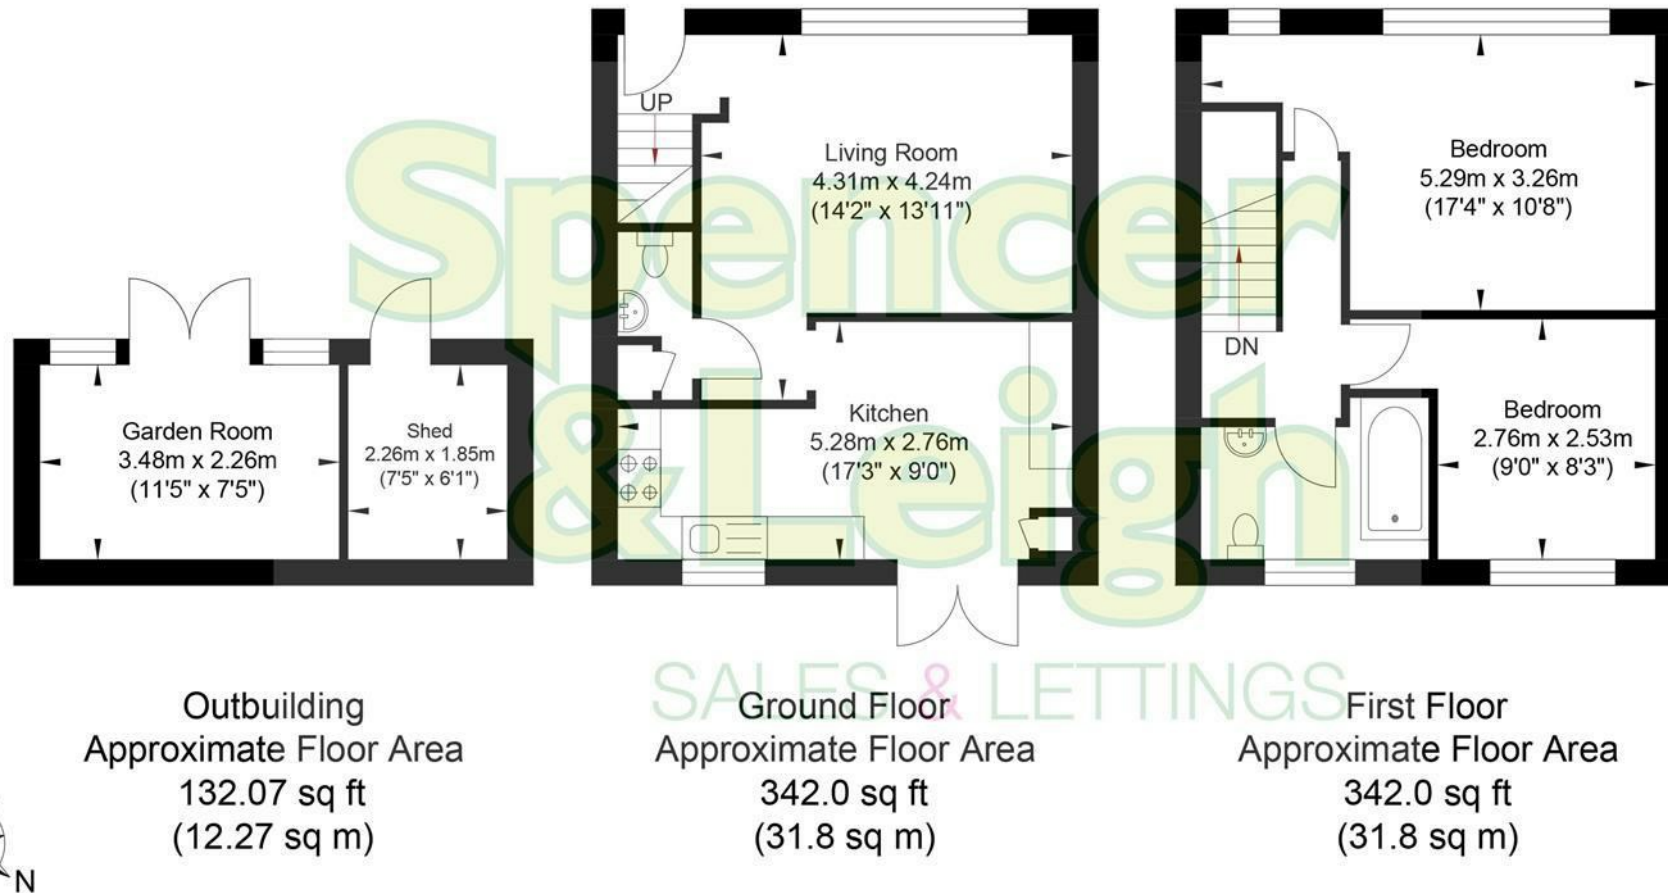 UP
Living Room
4.31m x 4.24m
(14'2" x 13'11")
Bedroom
5.29m x 3.26m
(17'4" x 10'8")
DN
Garden Room
3.48m x 2.26m
(11'5" x 7'5")
Shed
2.26m x 1.85m
(7'5" x 6'1")
Kitchen
5.28m x 2.76m
(17'3" x 9'0")
Bedroom
2.76m x 2.53m
(9'0" x 8'3")
Spencer
&Leigh
SALES & LETTINGS
Outbuilding
Approximate Floor Area
132.07 sq ft
(12.27 sq m)
Ground Floor
Approximate Floor Area
342.0 sq ft
(31.8 sq m)
First Floor
Approximate Floor Area
342.0 sq ft
(31.8 sq m)
N